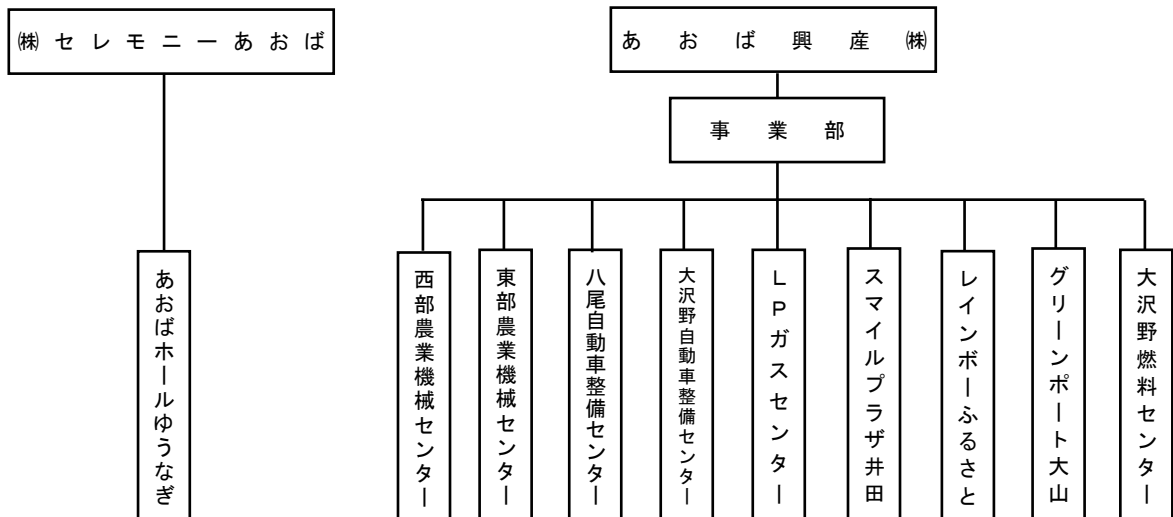 ㈱セレモニーあおば
あおば興産㈱
事業部
あおばホールゆうなぎ
西部農業機械センター
東部農業機械センター
八尾自動車整備センター
大沢野自動車整備センター
LPガスセンター
スマイルプラザ井田
レインボーふるさと
グリーンポート大山
大沢野燃料センター